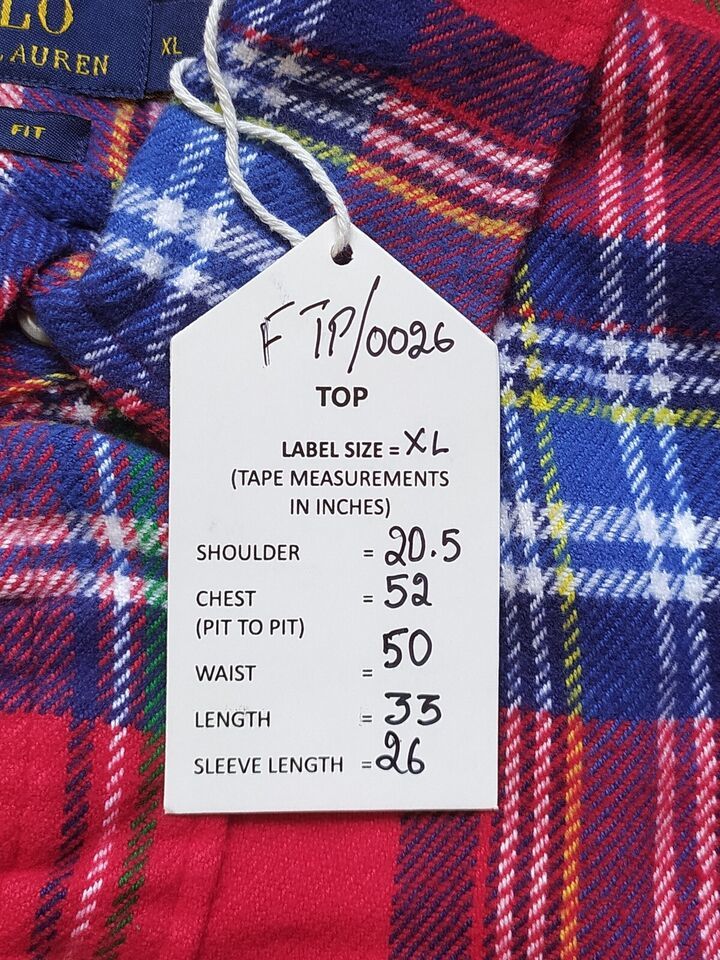 LO
XL
LAUREN
FIT
F TP/0026
TOP
LABEL SIZE = XL
(TAPE MEASUREMENTS
IN INCHES)
SHOULDER = 20.5
CHEST = 52
(PIT TO PIT)
WAIST = 50
LENGTH = 33
SLEEVE LENGTH = 26